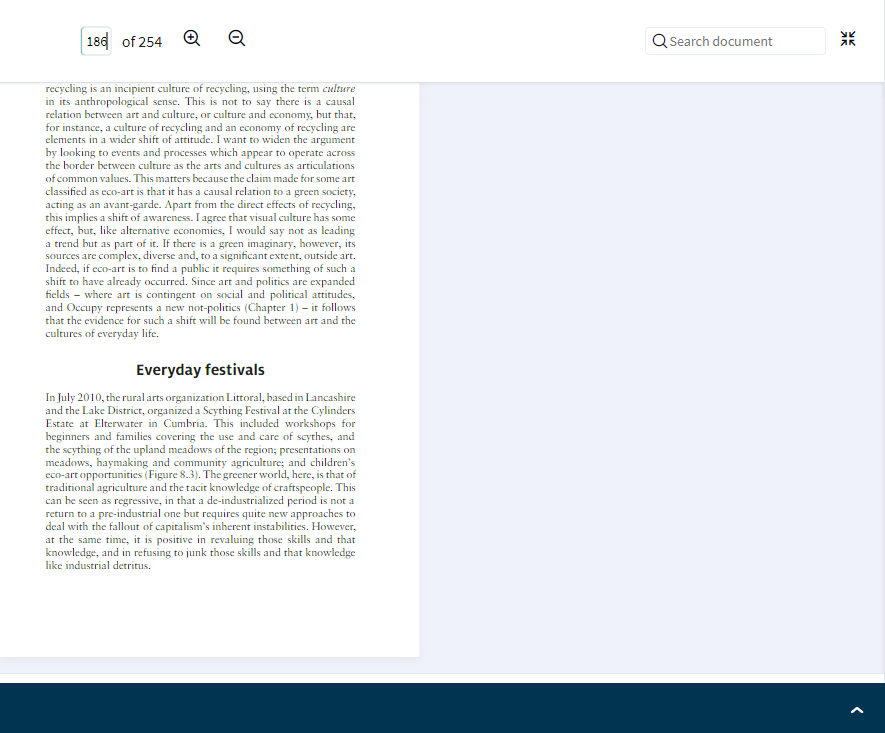 186 of 254
Search document
recycling is an incipient culture of recycling, using the term culture
in its anthropological sense. This is not to say there is a causal
relation between art and culture, or culture and economy, but that,
for instance, a culture of recycling and an economy of recycling are
elements in a wider shift of attitude. I want to widen the argument
by looking to events and processes which appear to operate across
the border between culture as the arts and cultures as articulations
of common values. This matters because the claim made for some art
classified as eco-art is that it has a causal relation to a green society,
acting as an avant-garde. Apart from the direct effects of recycling,
this implies a shift of awareness. I agree that visual culture has some
effect, but, like alternative economies, I would say not as leading
a trend but as part of it. If there is a green imaginary, however, its
sources are complex, diverse and, to a significant extent, outside art.
Indeed, if eco-art is to find a public it requires something of such a
shift to have already occurred. Since art and politics are expanded
fields – where art is contingent on social and political attitudes,
and Occupy represents a new not-politics (Chapter 1) – it follows
that the evidence for such a shift will be found between art and the
cultures of everyday life.
Everyday festivals
In July 2010, the rural arts organization Littoral, based in Lancashire
and the Lake District, organized a Scything Festival at the Cylinders
Estate at Elterwater in Cumbria. This included workshops for
beginners and families covering the use and care of scythes, and
the scything of the upland meadows of the region; presentations on
meadows, haymaking and community agriculture; and children's
eco-art opportunities (Figure 8.3). The greener world, here, is that of
traditional agriculture and the tacit knowledge of craftspeople. This
can be seen as regressive, in that a de-industrialized period is not a
return to a pre-industrial one but requires quite new approaches to
deal with the fallout of capitalism's inherent instabilities. However,
at the same time, it is positive in revaluing those skills and that
knowledge, and in refusing to junk those skills and that knowledge
like industrial detritus.